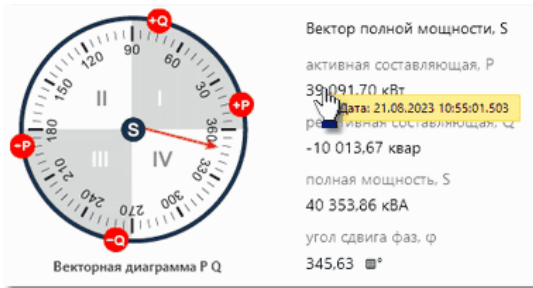 +Q
90
120
60
150
II
I
30
+P
180
S
360
-P
III
IV
330
210
240
300
270
-Q
Векторная диаграмма P Q
Вектор полной мощности, S
активная составляющая, P
39 091,70 кВт
Дата: 21.08.2023 10:55:01.503
реактивная составляющая, Q
-10 013,67 квар
полная мощность, S
40 353,86 кВА
угол сдвига фаз, φ
345,63 °